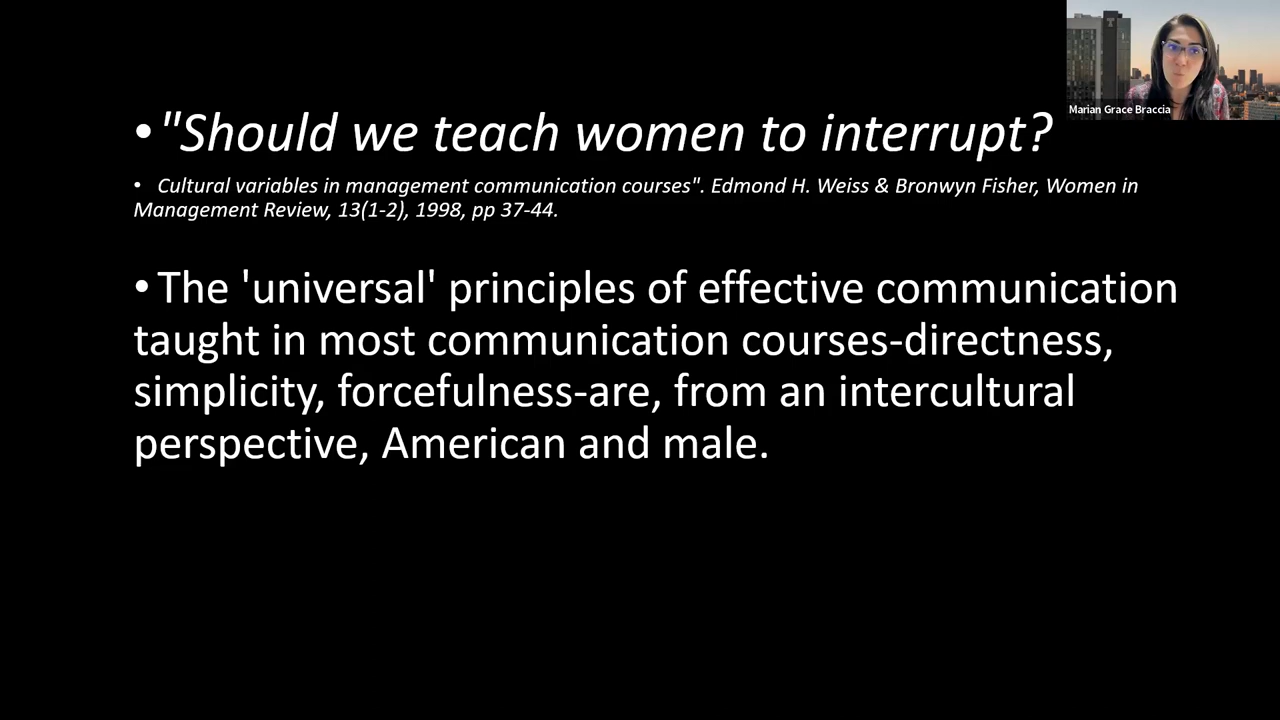 •"Should we teach women to interrupt?
• Cultural variables in management communication courses". Edmond H. Weiss & Bronwyn Fisher, Women in
Management Review, 13(1-2), 1998, pp 37-44.
•The 'universal' principles of effective communication
taught in most communication courses-directness,
simplicity, forcefulness-are, from an intercultural
perspective, American and male.
Marian Grace Braccia